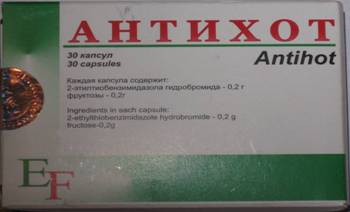 АНТИХОТ
30 капсул
30 capsules
Antihot
Каждая капсула содержит:
2-этилтиобензимидазола гидробромида - 0,2 г
фруктозы - 0,2г
Ingredients in each capsule:
2-ethylthiobenzimidazole hydrobromide - 0,2 g
fructose-0,2g
EF